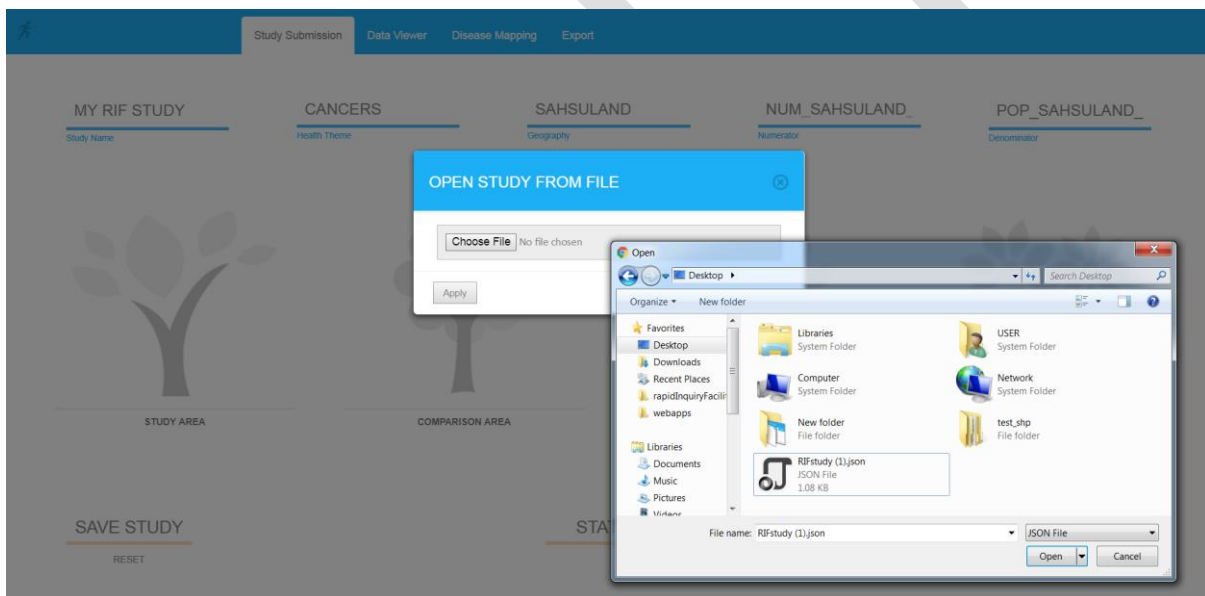 Study Submission Data Viewer Disease Mapping Export
MY RIF STUDY CANCERS SAHSULAND NUM_SAHSULAND_ POP_SAHSULAND_
Study Name Health Theme Geography Numerator Denominator
OPEN STUDY FROM FILE
Choose File No file chosen
Apply
STUDY AREA COMPARISON AREA
SAVE STUDY STA
RESET
Open
Desktop Search Desktop
Organize New folder
Favorites
Desktop
Downloads
Recent Places
rapidInquiryFacilit
webapps
Libraries
Documents
Music
Pictures
Videos
Libraries
System Folder
USER
System Folder
Computer
System Folder
Network
System Folder
New folder
File folder
test_shp
File folder
RIFstudy (1).json
JSON File
1.08 KB
File name: RIFstudy (1).json JSON File
Open Cancel